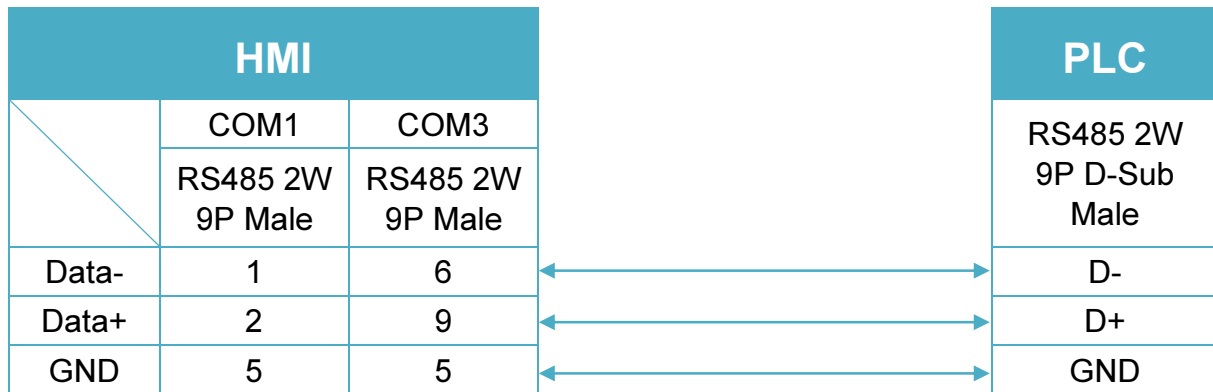 HMI
PLC
COM1 COM3
RS485 2W
9P Male
RS485 2W
9P Male
RS485 2W
9P D-Sub
Male
Data- 1 6 D-
Data+ 2 9 D+
GND 5 5 GND